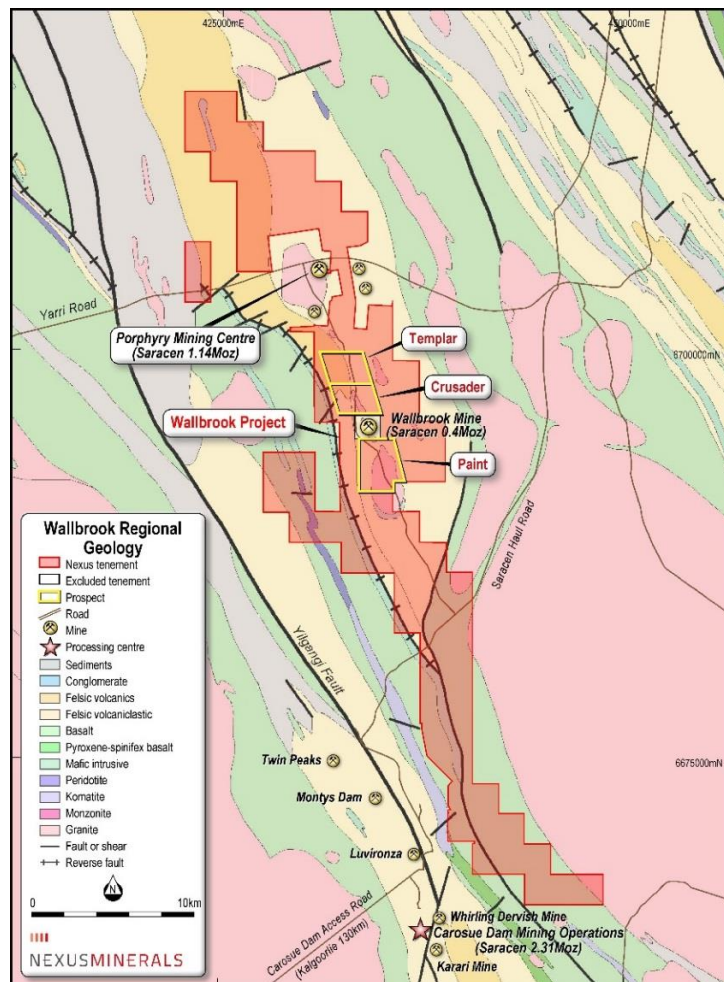 425000mE
450000mE
Yarri Road
Porphyry Mining Centre
(Saracen 1.14Moz)
Templar
6700000mN
Crusader
Wallbrook Mine
(Saracen 0.4Moz)
Wallbrook Project
Paint
Saracen Haul Road
Yilgangi Fault
Wallbrook Regional
Geology
Nexus tenement
Excluded tenement
Prospect
Road
Mine
Processing centre
Sediments
Conglomerate
Felsic volcanics
Felsic volcaniclastic
Basalt
Pyroxene-spinifex basalt
Mafic intrusive
Peridotite
Komatite
Monzonite
Granite
Fault or shear
Reverse fault
N
0
10km
NEXUSMINERALS
6675000mN
Twin Peaks
Montys Dam
Luvironza
Carosue Dam Access Road
(Kalgoorlie 130km)
Whirling Dervish Mine
Carosue Dam Mining Operations
(Saracen 2.31Moz)
Karari Mine